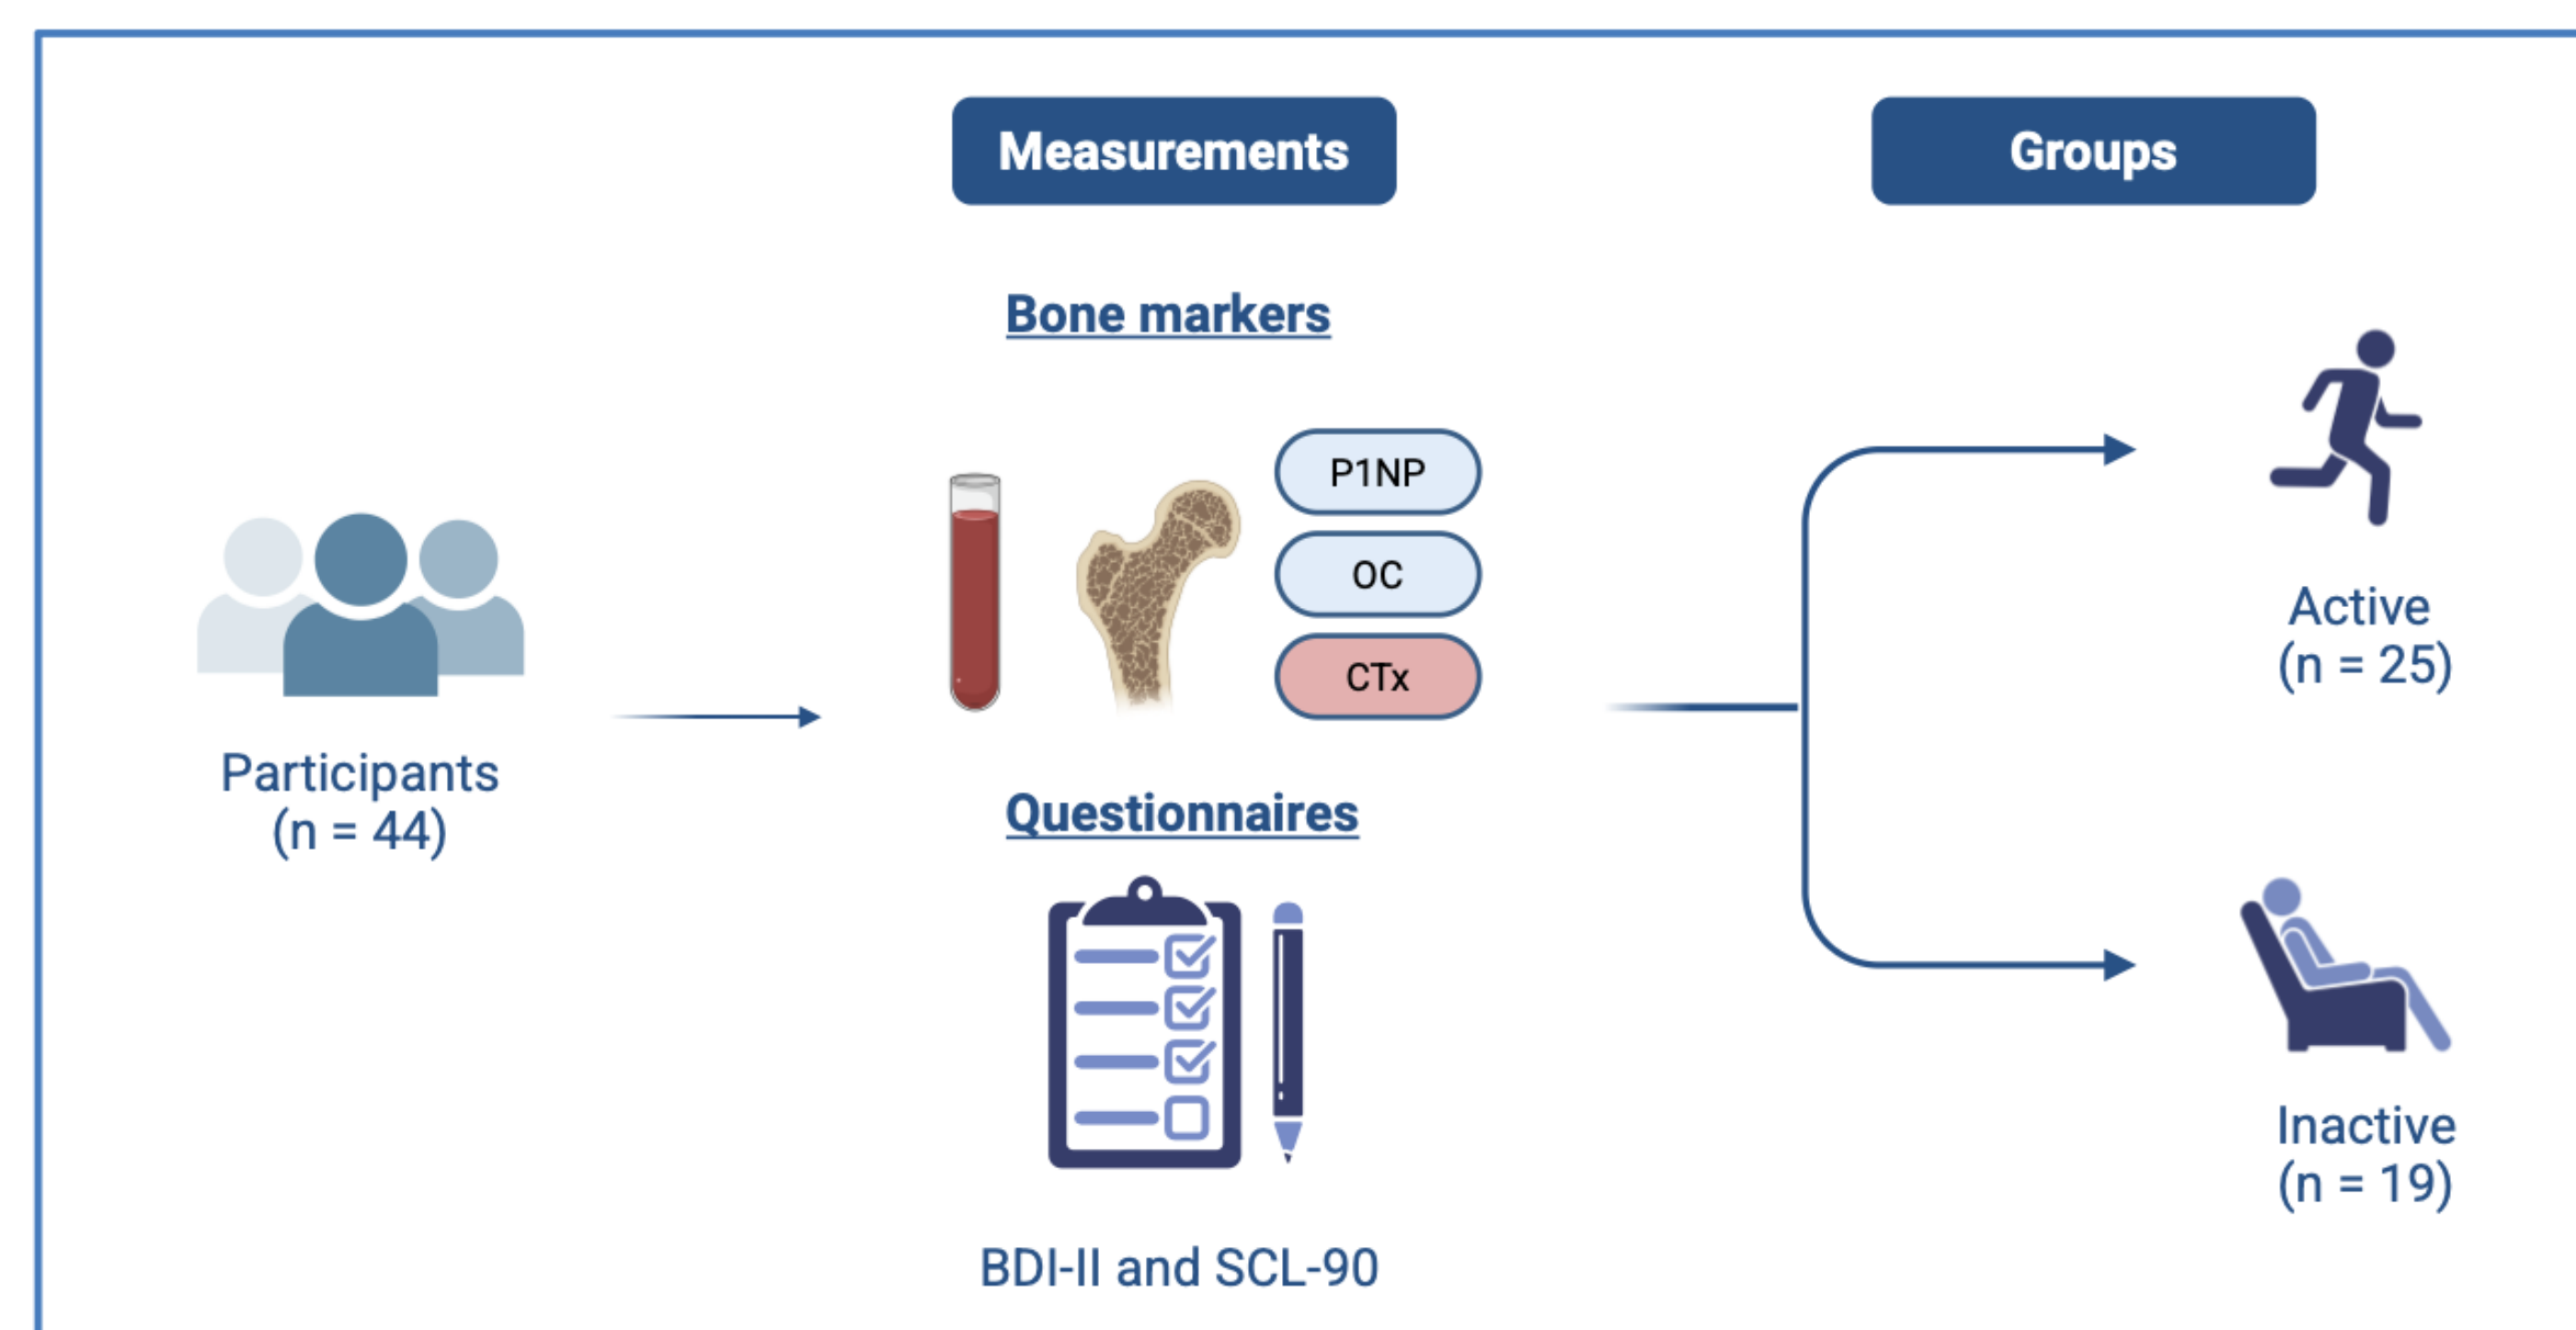 Measurements
Groups
Bone markers
P1NP
OC
CTx
Participants
(n = 44)
Questionnaires
BDI-II and SCL-90
Active
(n = 25)
Inactive
(n = 19)